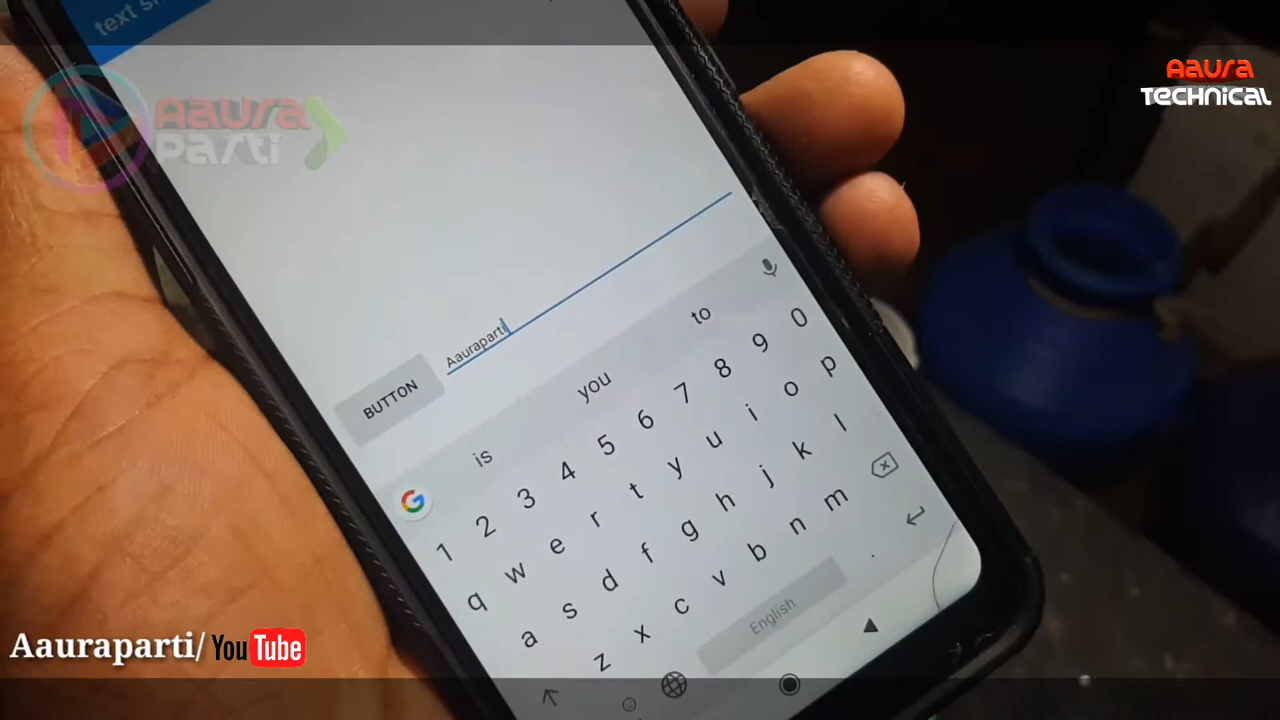 text s
Aaura
TECHNICAL
Aaura
Parti
Aauraparti
BUTTON
is you to
1 2 3 4 5 6 7 8 9 0
q w e r t y u i o p
a s d f g h j k l
z x c v b n m
English .
Aauraparti/ YouTube